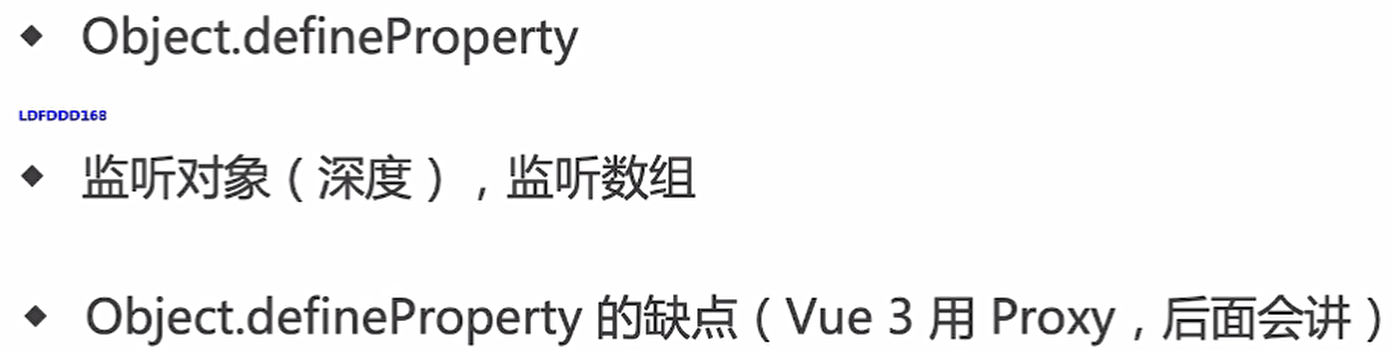 ◆ Object.defineProperty
LDFDDD168
◆ 监听对象（深度），监听数组
◆ Object.defineProperty 的缺点（Vue 3 用 Proxy，后面会讲）